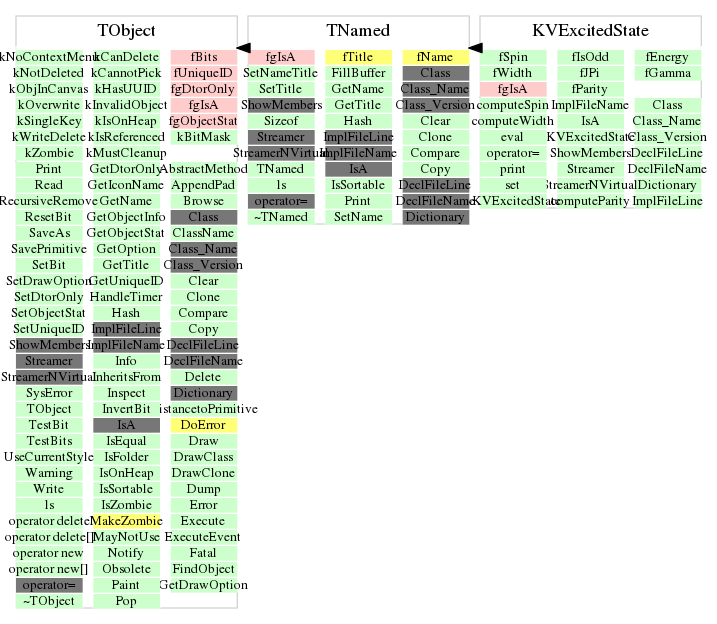 TObject
kNoContextMenu kCanDelete fBits
kNotDeleted kCannotPick fUniqueID
kObjInCanvas kHasUUID fgDtorOnly
kOverwrite kInvalidObject fgIsA
kSingleKey kIsOnHeap fgObjectStat
kWriteDelete kIsReferenced kBitMask
kZombie kMustCleanup
Print GetDtorOnly AbstractMethod
Read GetIconName AppendPad
RecursiveRemove GetName Browse
ResetBit GetObjectInfo Class
SaveAs GetObjectStat ClassName
SavePrimitive GetOption Class_Name
SetBit GetTitle Class_Version
SetDrawOption GetUniqueID Clear
SetDtorOnly HandleTimer Clone
SetObjectStat Hash Compare
SetUniqueID ImplFileLine Copy
ShowMembers ImplFileName DeclFileLine
Streamer Info DeclFileName
StreamerNVirtual InheritsFrom Delete
SysError Inspect Dictionary
TObject InvertBit istancetoPrimitive
TestBit IsA DoError
TestBits IsEqual Draw
UseCurrentStyle IsFolder DrawClass
Warning IsOnHeap DrawClone
Write IsSortable Dump
ls IsZombie Error
operator delete MakeZombie Execute
operator delete[] MayNotUse ExecuteEvent
operator new Notify Fatal
operator new[] Obsolete FindObject
operator= Paint GetDrawOption
~TObject Pop
TNamed
fgIsA fTitle fName
SetNameTitle FillBuffer Class
SetTitle GetName Class_Name
ShowMembers GetTitle Class_Version
Sizeof Hash Clear
Streamer ImplFileLine Clone
StreamerNVirtual ImplFileName Compare
TNamed IsA Copy
ls IsSortable DeclFileLine
operator= Print DeclFileName
~TNamed SetName Dictionary
KVExcitedState
fSpin fIsOdd fEnergy
fWidth fJPi fGamma
fgIsA fParity
computeSpin ImplFileName Class
computeWidth IsA Class_Name
eval KVExcitedState Class_Version
operator= ShowMembers DeclFileLine
print Streamer DeclFileName
set StreamerNVirtual Dictionary
KVExcitedState computeParity ImplFileLine